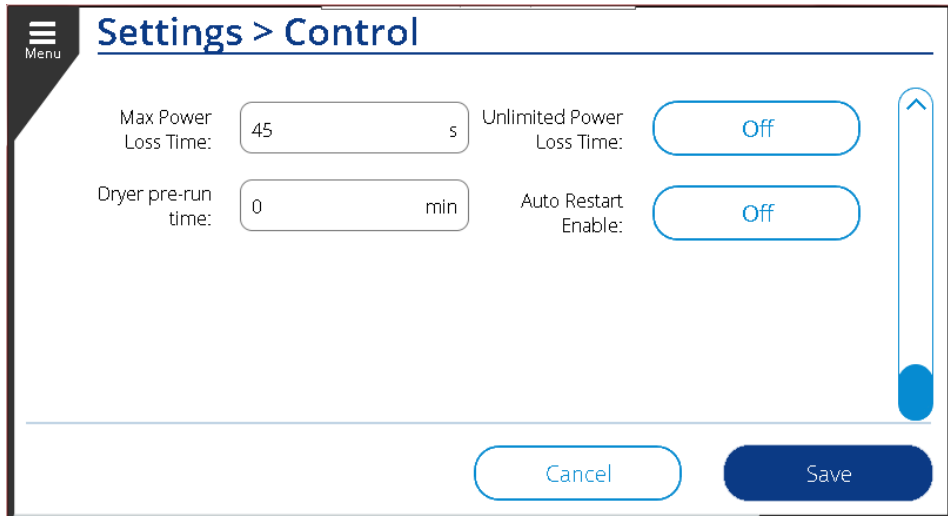 Menu
Settings > Control
Max Power
Loss Time:
45 s
Unlimited Power
Loss Time:
Off
Dryer pre-run
time:
0 min
Auto Restart
Enable:
Off
Cancel
Save